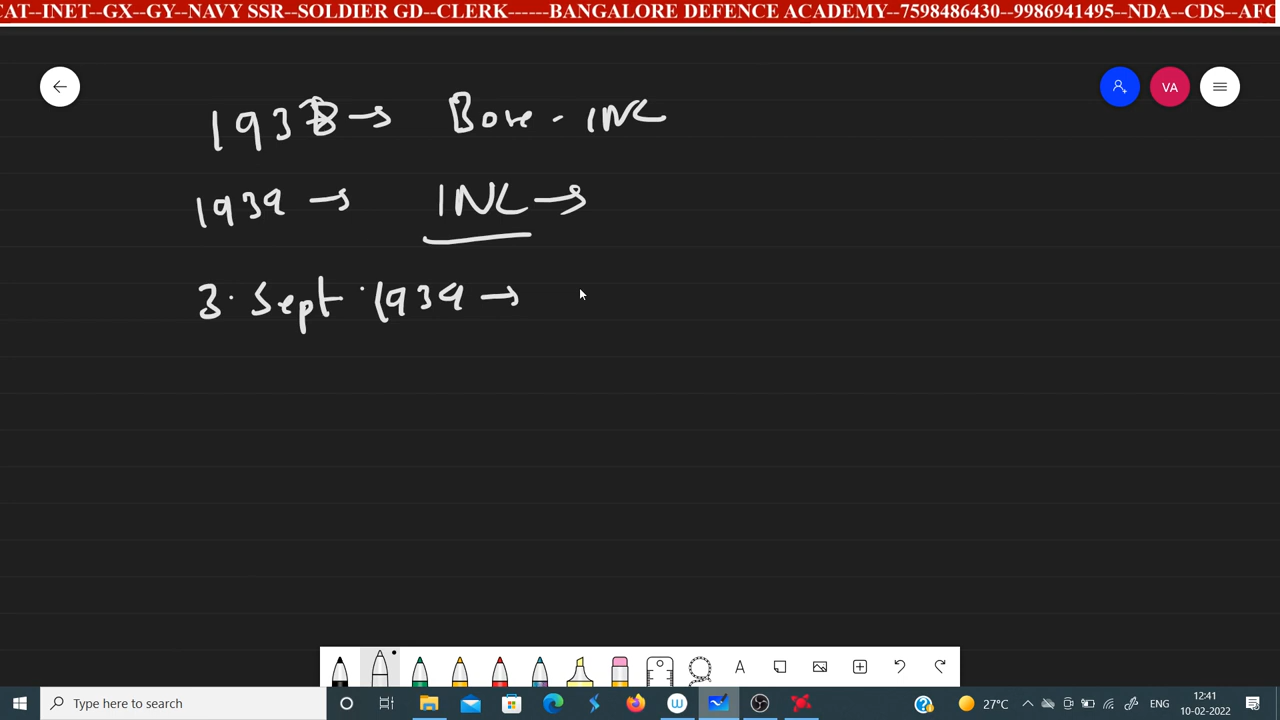 CAT--INET--GX--GY--NAVY SSR--SOLDIER GD--CLERK------BANGALORE DEFENCE ACADEMY--7598486430--9986941495--NDA--CDS--AFC
VA
1938 → Bose - INC
1939 → INC →
3. Sept. 1939 →
A
Type here to search
27°C
ENG
12:41
10-02-2022